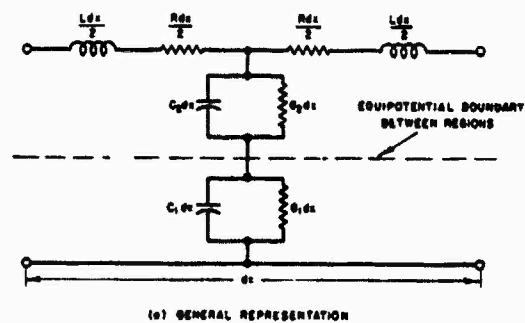 Ldx/2 Rdx/2 Rdx/2 Ldx/2
C₂dx G₂dx
EQUIPOTENTIAL BOUNDARY
BETWEEN REGIONS
C₁dx G₁dx
dx
(a) GENERAL REPRESENTATION